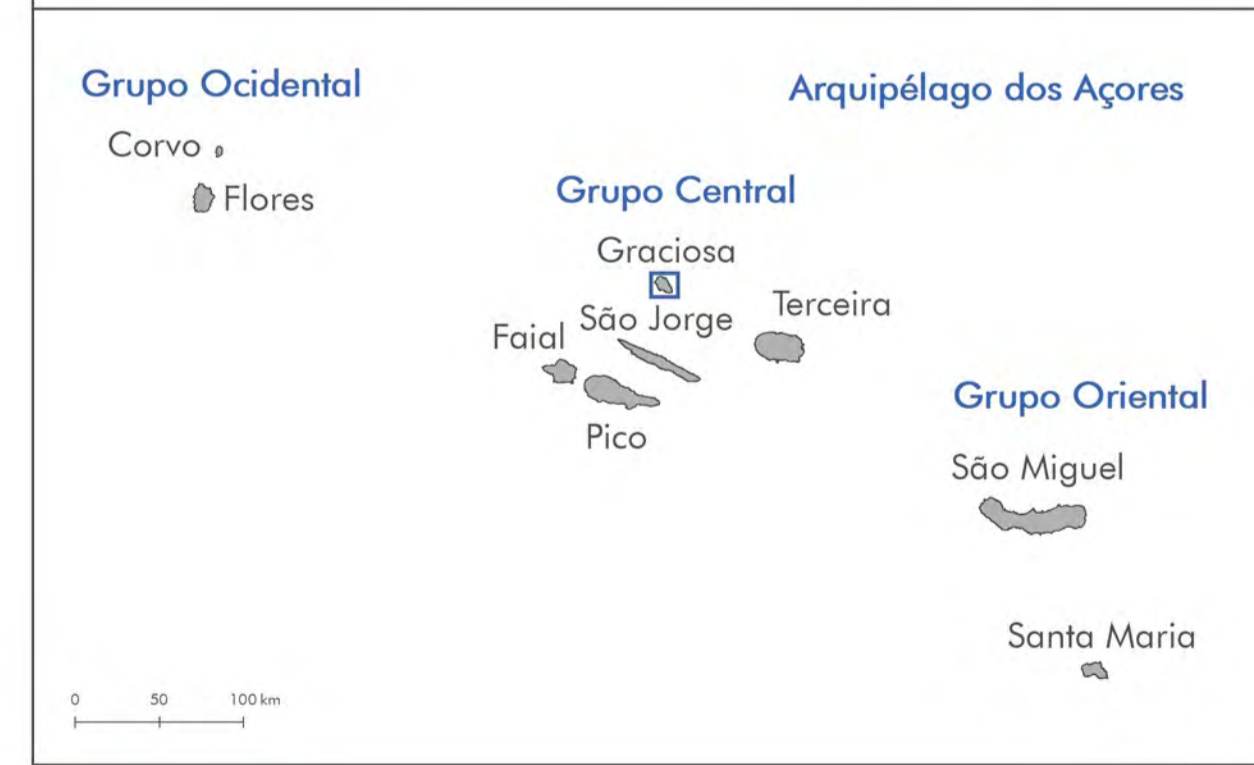 Grupo Ocidental
Arquipélago dos Açores
Corvo
Flores
Grupo Central
Graciosa
São Jorge
Terceira
Faial
Pico
Grupo Oriental
São Miguel
Santa Maria
0 50 100 km